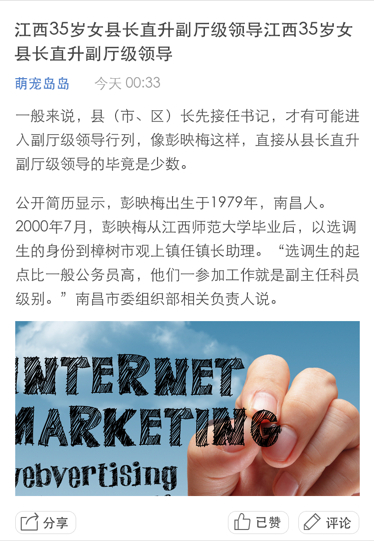 江西35岁女县长直升副厅级领导江西35岁女
县长直升副厅级领导
萌宠岛岛 今天 00:33
一般来说，县（市、区）长先接任书记，才有可能进
入副厅级领导行列，像彭映梅这样，直接从县长直升
副厅级领导的毕竟是少数。
公开简历显示，彭映梅出生于1979年，南昌人。
2000年7月，彭映梅从江西师范大学毕业后，以选调
生的身份到樟树市观上镇任镇长助理。“选调生的起
点比一般公务员高，他们一参加工作就是副主任科员
级别。”南昌市委组织部相关负责人说。
INTERNET
MARKETING
webvertising
分享 已赞 评论